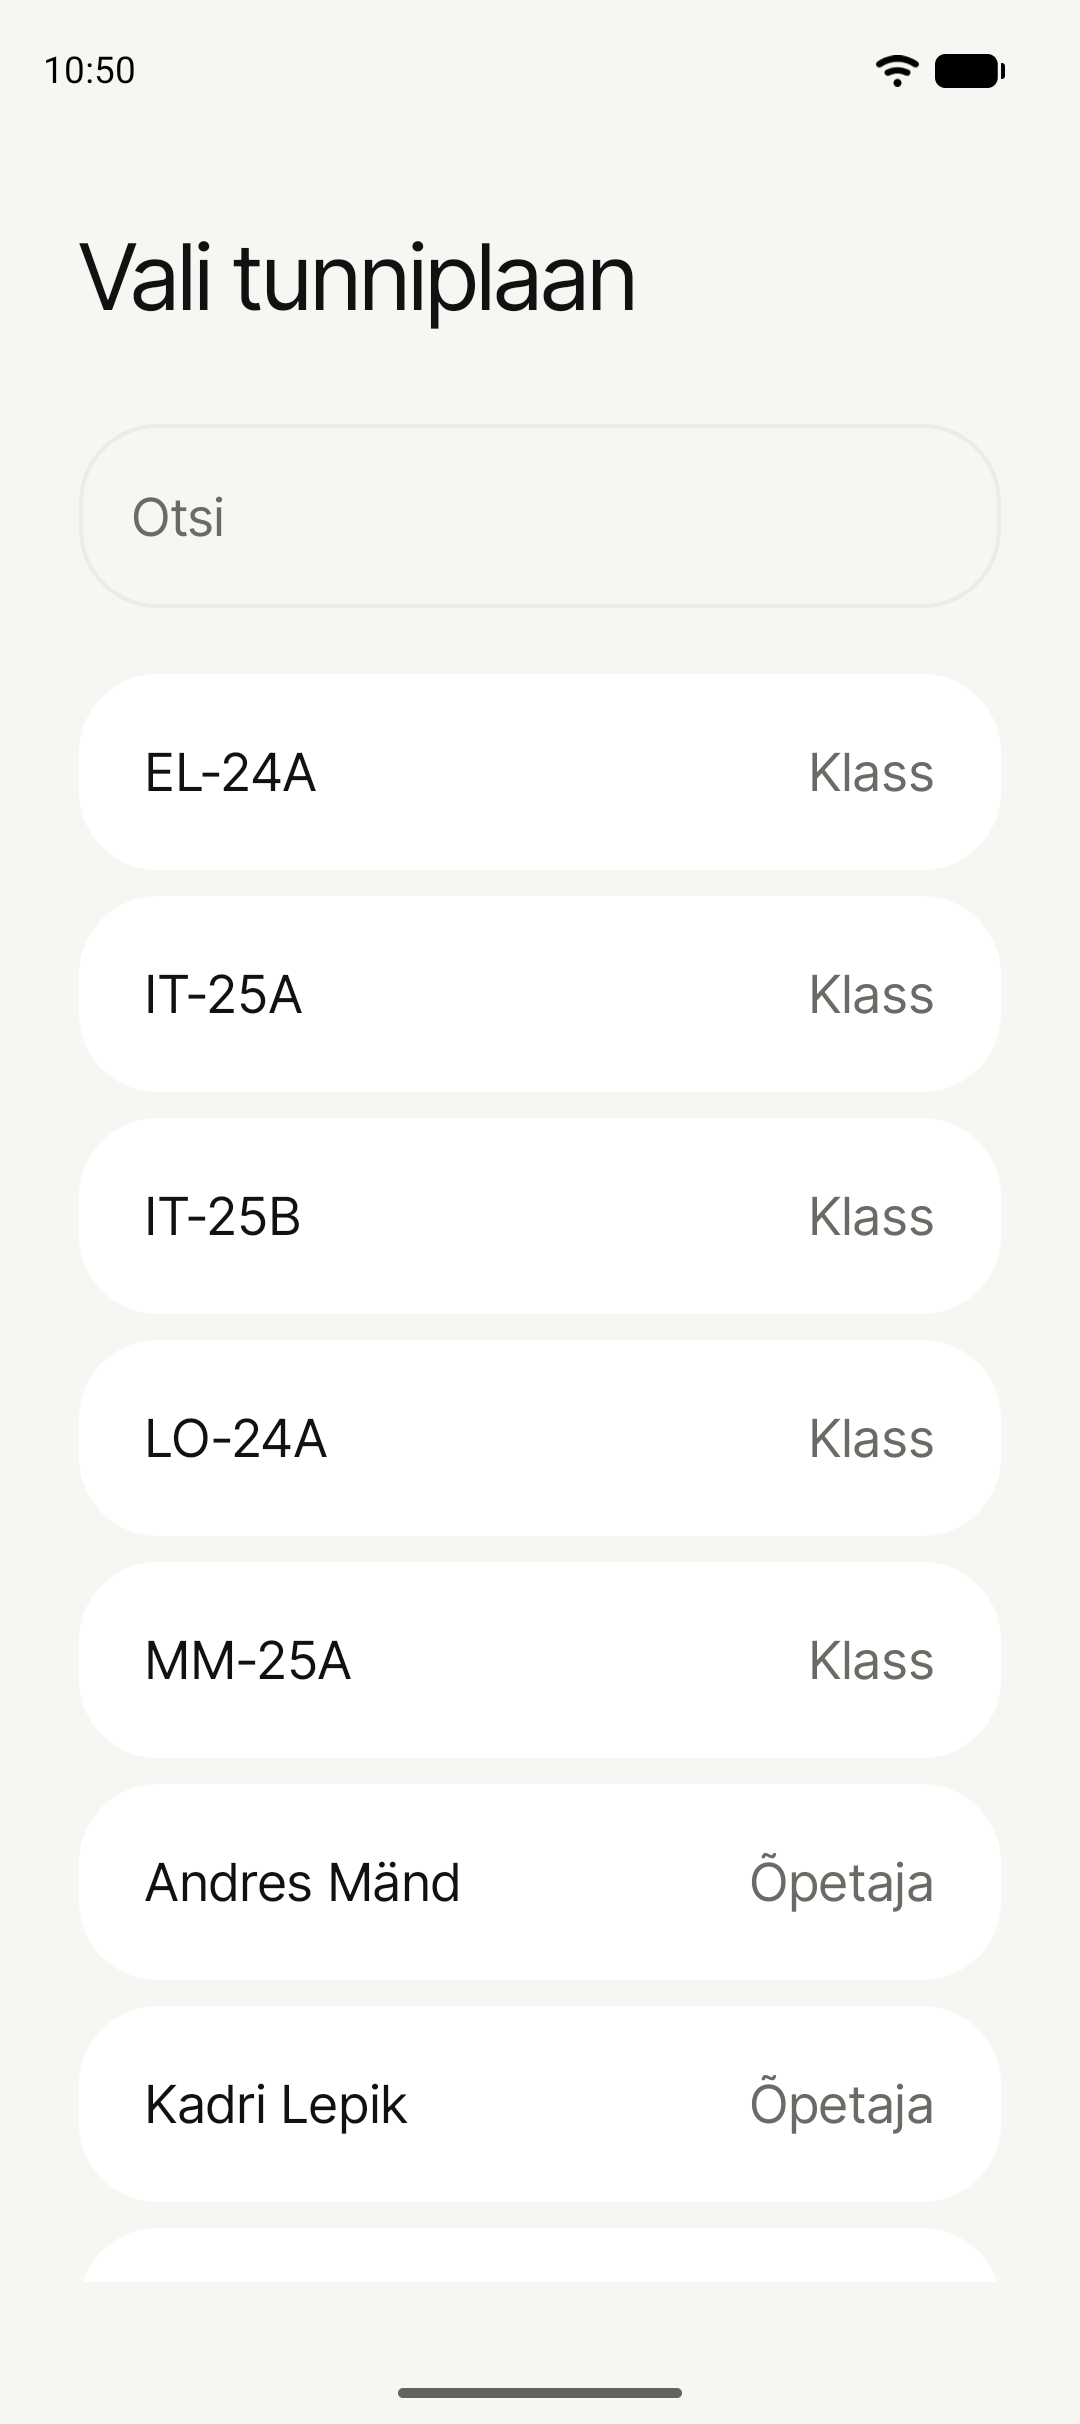 10:50
Vali tunniplaan
Otsi
EL-24A Klass
IT-25A Klass
IT-25B Klass
LO-24A Klass
MM-25A Klass
Andres Mänd Õpetaja
Kadri Lepik Õpetaja